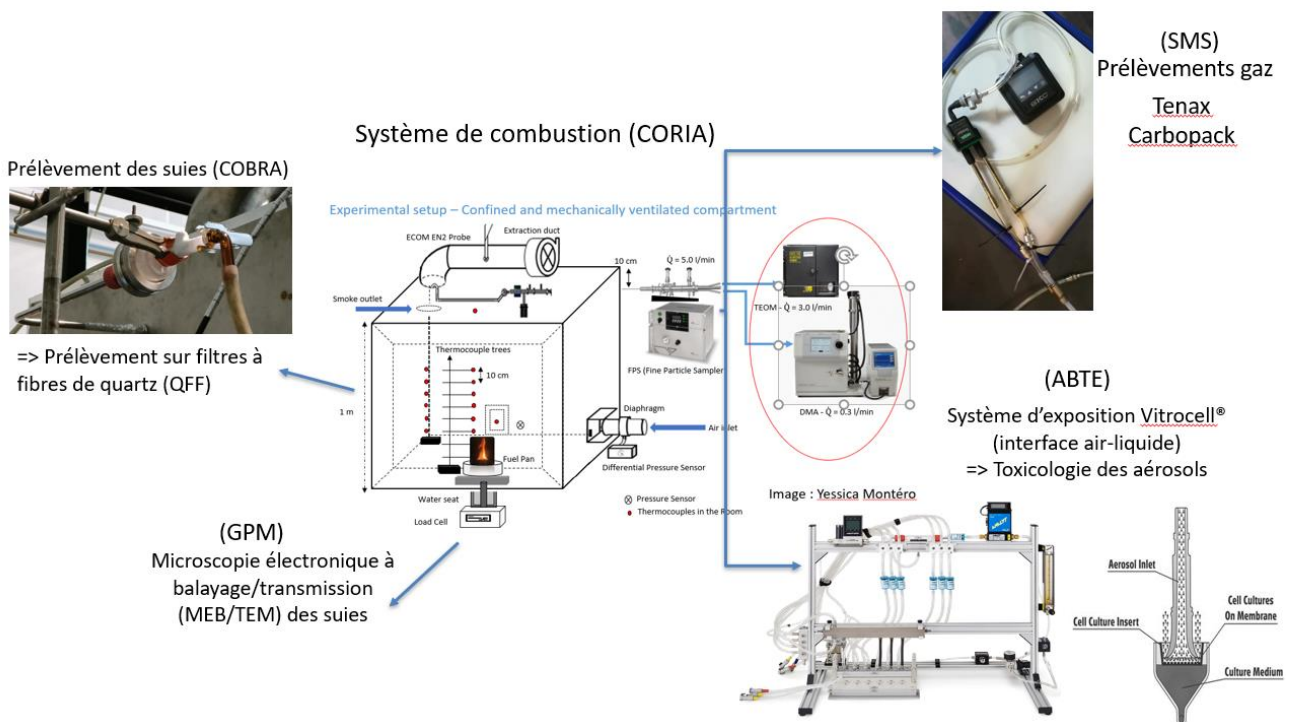 (SMS)
Prélèvements gaz
Tenax
Carbopack
Système de combustion (CORIA)
Prélèvement des suies (COBRA)
=> Prélèvement sur filtres à
fibres de quartz (QFF)
Experimental setup – Confined and mechanically ventilated compartment
ECOM EN2 Probe
Extraction duct
Smoke outlet
Thermocouple trees
10 cm
1 m
Fuel Pan
Water seat
Load Cell
10 cm
Q̇ = 5.0 l/min
TEOM - Q̇ = 3.0 l/min
FPS (Fine Particle Sampler
DMA - Q̇ = 0.3 l/min
Diaphragm
Air inlet
Differential Pressure Sensor
Pressure Sensor
Thermocouples in the Room
(GPM)
Microscopie électronique à
balayage/transmission
(MEB/TEM) des suies
(ABTE)
Système d’exposition Vitrocell®
(interface air-liquide)
=> Toxicologie des aérosols
Image : Yessica Montéro
Aerosol Inlet
Cell Cultures
On Membrane
Cell Culture Insert
Culture Medium